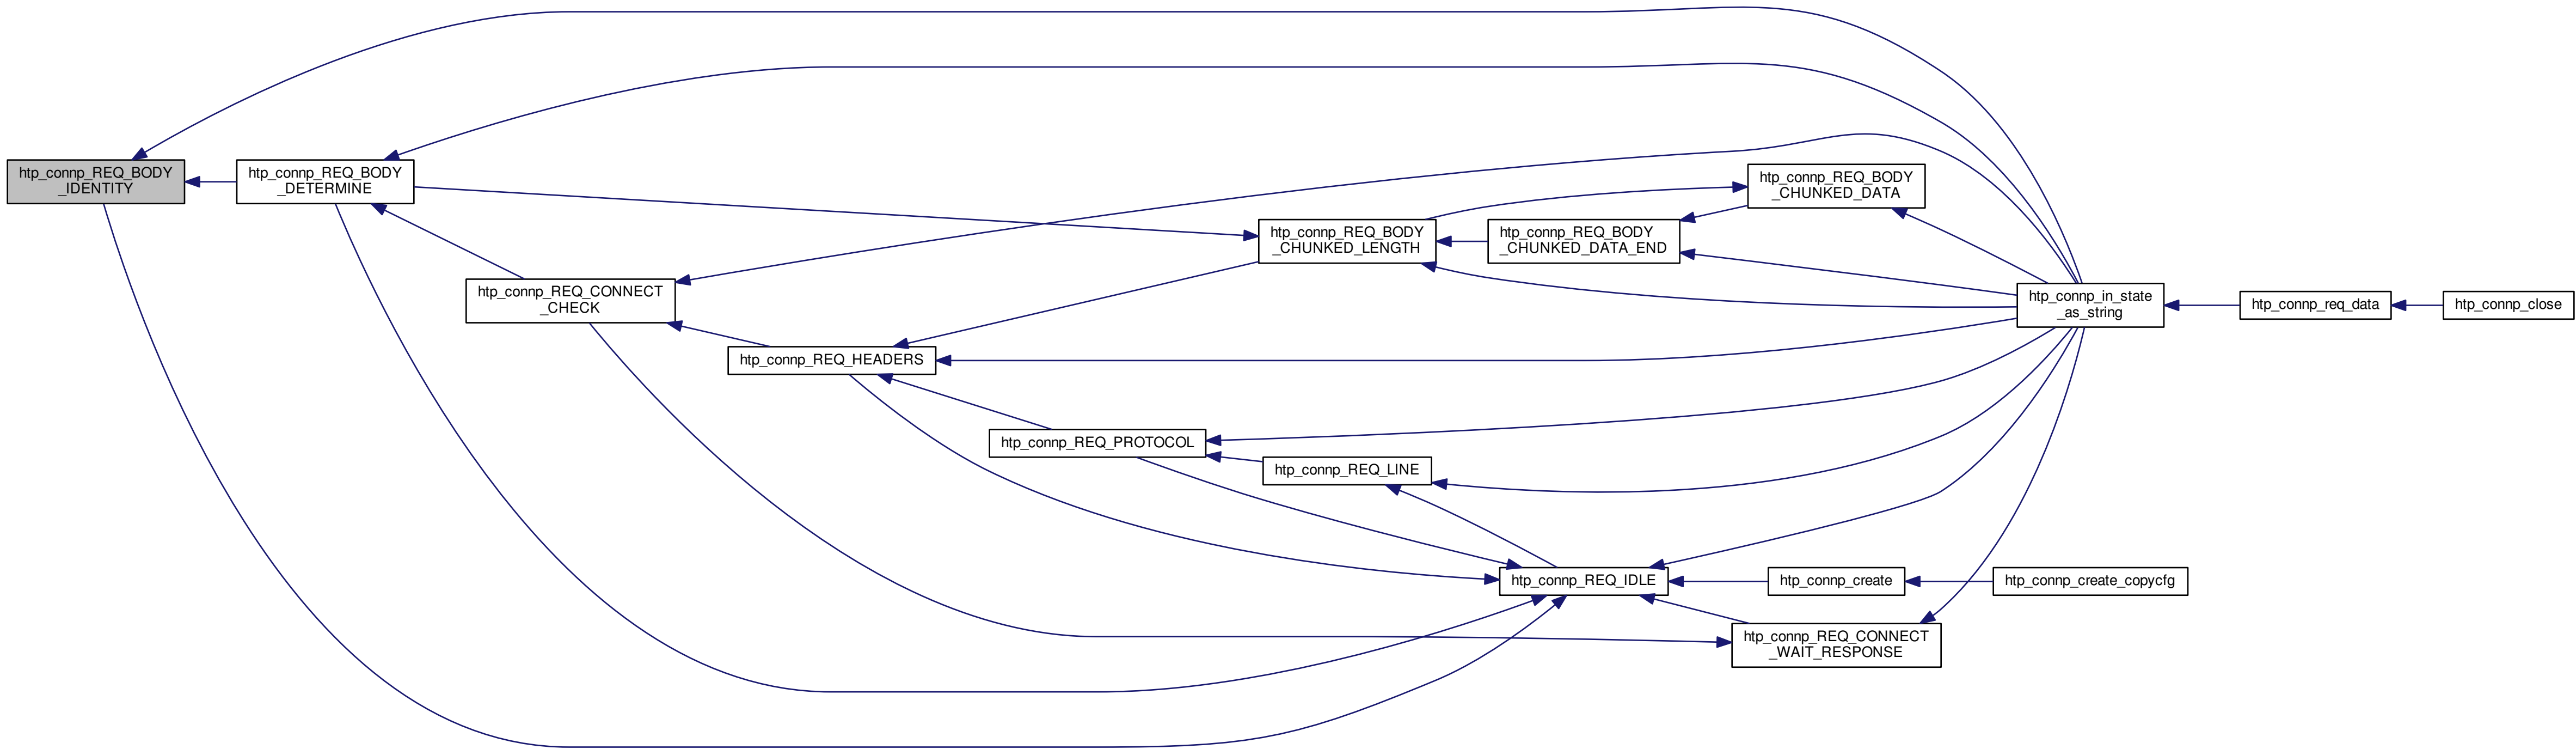 htp_connp_REQ_BODY
_IDENTITY
htp_connp_REQ_BODY
_DETERMINE
htp_connp_REQ_CONNECT
_CHECK
htp_connp_REQ_HEADERS
htp_connp_REQ_PROTOCOL
htp_connp_REQ_BODY
_CHUNKED_LENGTH
htp_connp_REQ_LINE
htp_connp_REQ_BODY
_CHUNKED_DATA_END
htp_connp_REQ_IDLE
htp_connp_REQ_BODY
_CHUNKED_DATA
htp_connp_create
htp_connp_REQ_CONNECT
_WAIT_RESPONSE
htp_connp_in_state
_as_string
htp_connp_create_copycfg
htp_connp_req_data
htp_connp_close